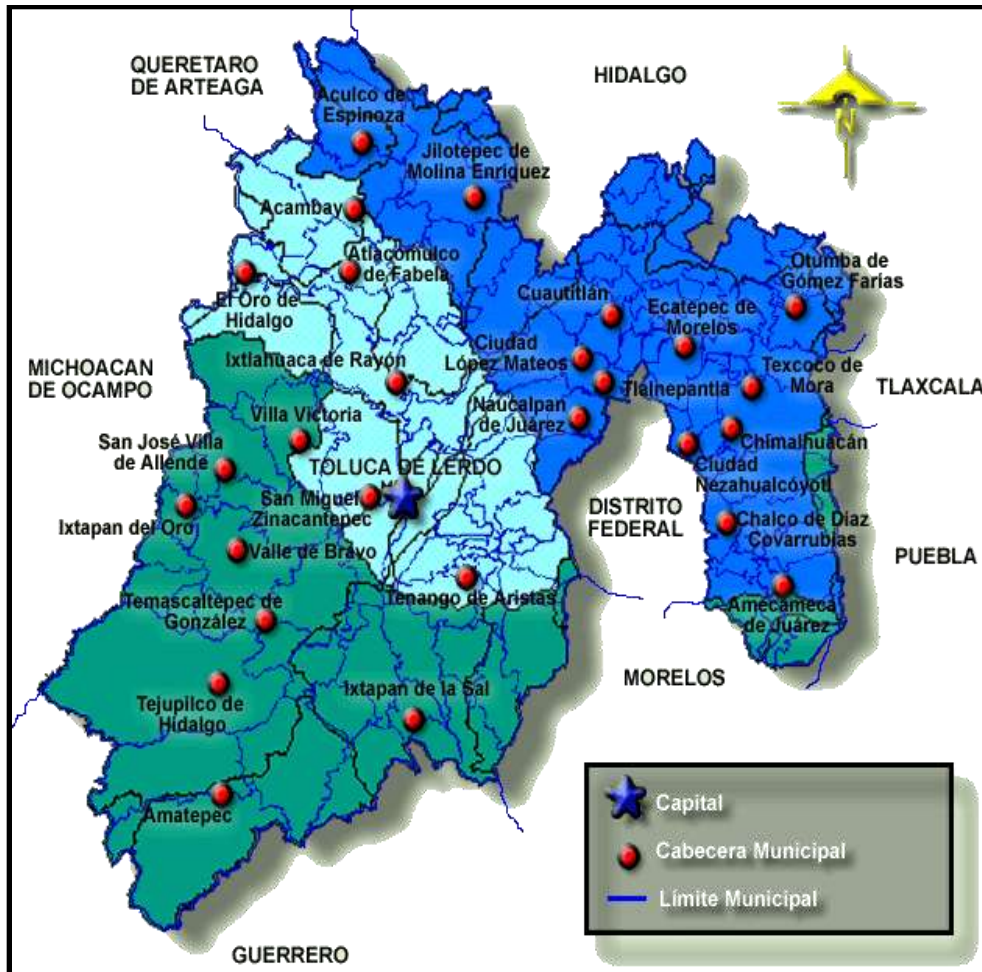 QUERETARO
DE ARTEAGA
HIDALGO
Aculco de
Espinoza
Jilotepec de
Molina Enríquez
N
Acambay
Atlacomulco
de Fabela
El Oro de
Hidalgo
Otumba de
Gómez Farías
Cuautitlán
Ecatepec de
Morelos
Ixtlahuaca de Rayón
Ciudad
López Mateos
Tlalnepantla
Texcoco de
Mora
MICHOACAN
DE OCAMPO
TLAXCALA
Villa Victoria
Naucalpan
de Juárez
Chimalhuacán
San José Villa
de Allende
TOLUCA DE LERDO
Ciudad
Nezahualcóyotl
San Miguel
Zinacantepec
Ixtapan del Oro
DISTRITO
FEDERAL
Chalco de Díaz
Covarrubias
Valle de Bravo
PUEBLA
Tenango de Aristas
Temascaltepec de
González
Amecameca
de Juárez
MORELOS
Ixtapan de la Sal
Tejupilco de
Hidalgo
Amatepec
Capital
Cabecera Municipal
Límite Municipal
GUERRERO